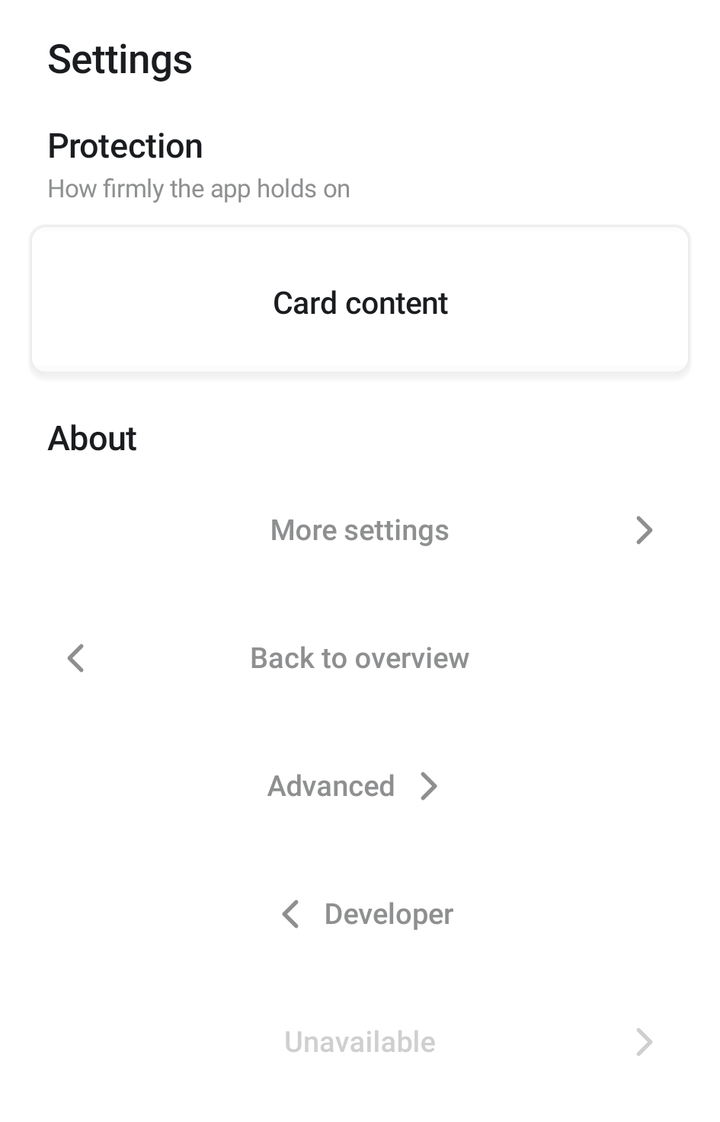 Settings
Protection
How firmly the app holds on
Card content
About
More settings
Back to overview
Advanced
Developer
Unavailable